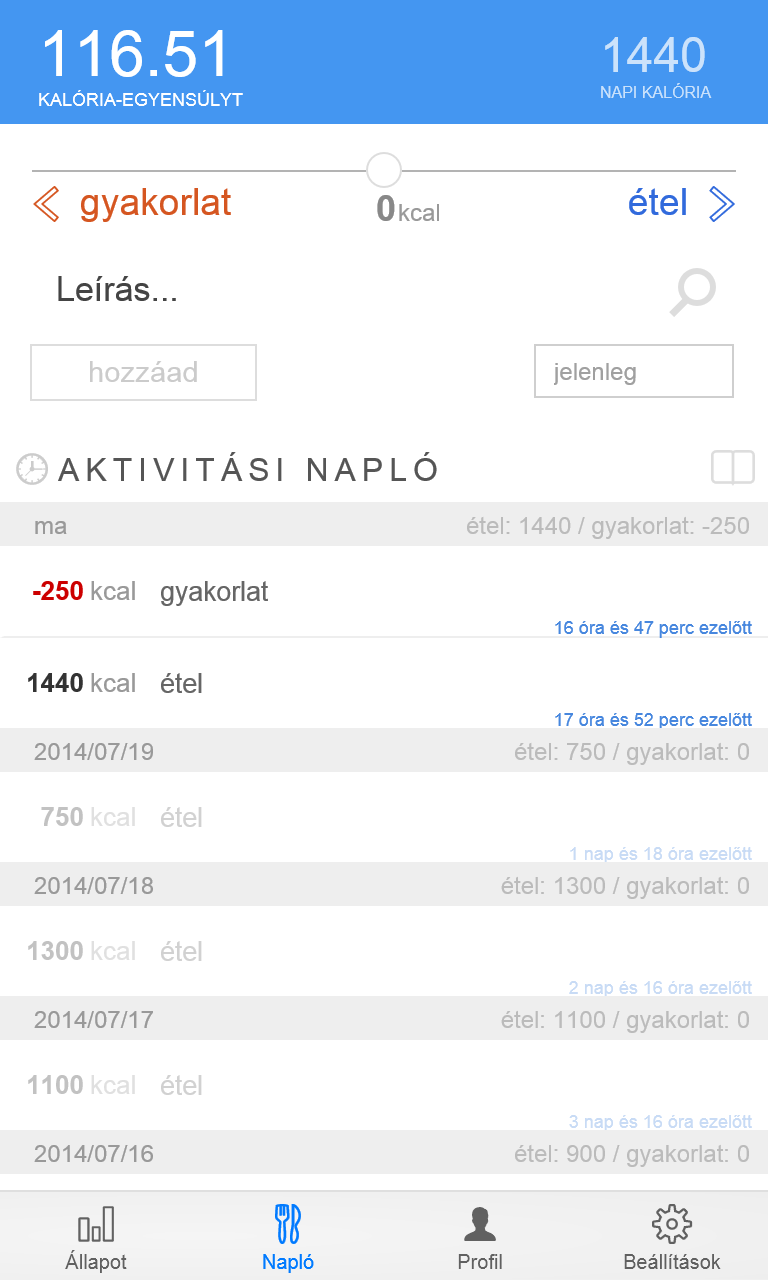 116.51 1440
KALÓRIA-EGYENSÚLYT NAPI KALÓRIA
gyakorlat 0 kcal étel
Leírás...
hozzáad jelenleg
AKTIVITÁSI NAPLÓ
ma étel: 1440 / gyakorlat: -250
-250 kcal gyakorlat
16 óra és 47 perc ezelőtt
1440 kcal étel
17 óra és 52 perc ezelőtt
2014/07/19 étel: 750 / gyakorlat: 0
750 kcal étel
1 nap és 18 óra ezelőtt
2014/07/18 étel: 1300 / gyakorlat: 0
1300 kcal étel
2 nap és 16 óra ezelőtt
2014/07/17 étel: 1100 / gyakorlat: 0
1100 kcal étel
3 nap és 16 óra ezelőtt
2014/07/16 étel: 900 / gyakorlat: 0
Állapot Napló Profil Beállítások